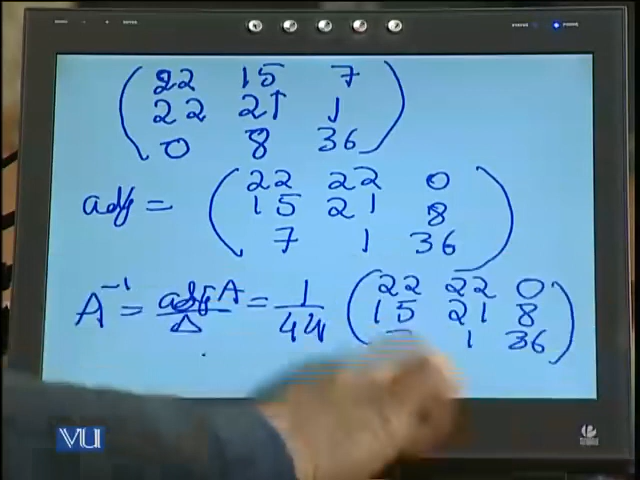 22 15 7
22 21 1
0 8 36
adj = 22 22 0
15 21 8
7 1 36
A⁻¹ = adj A / Δ = 1/44 22 22 0
15 21 8
1 36
VU